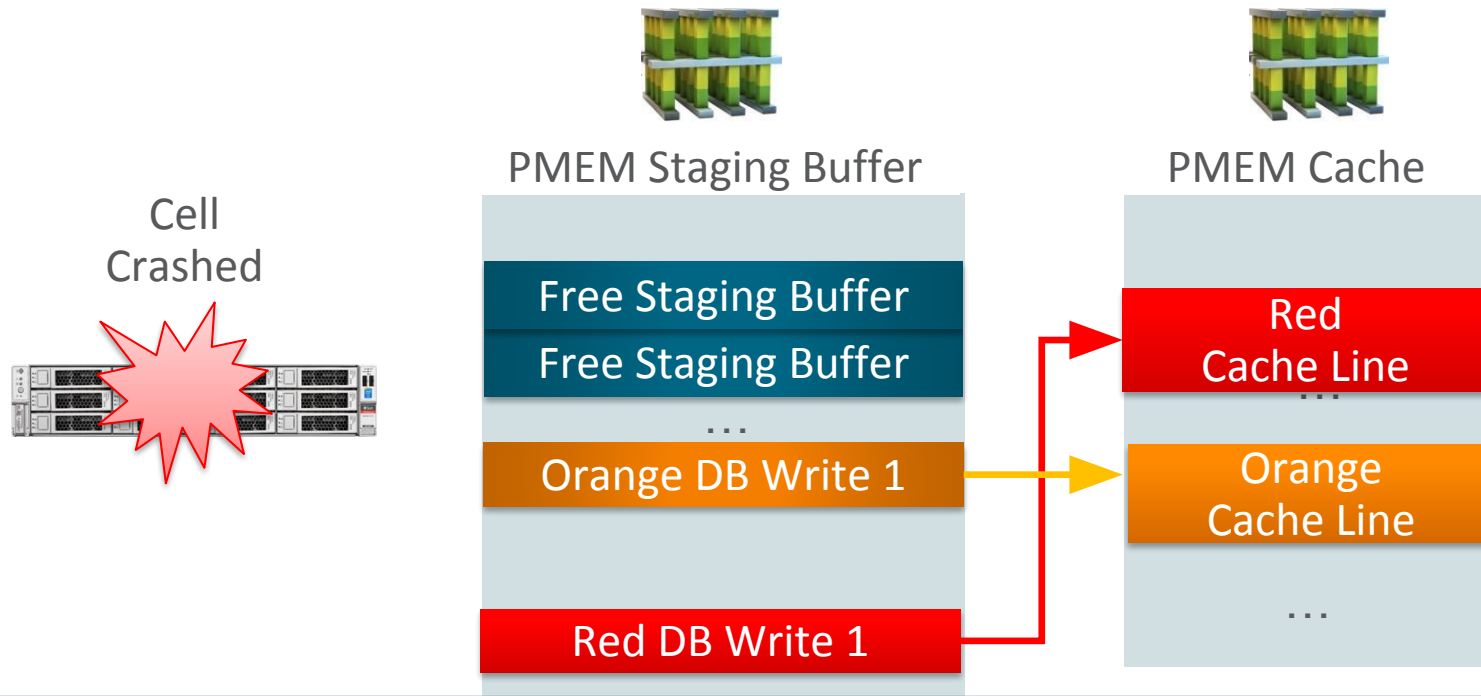 PMEM Staging Buffer
PMEM Cache
Cell
Crashed
Free Staging Buffer
Free Staging Buffer
...
Orange DB Write 1
Red DB Write 1
Red
Cache Line
...
Orange
Cache Line
...